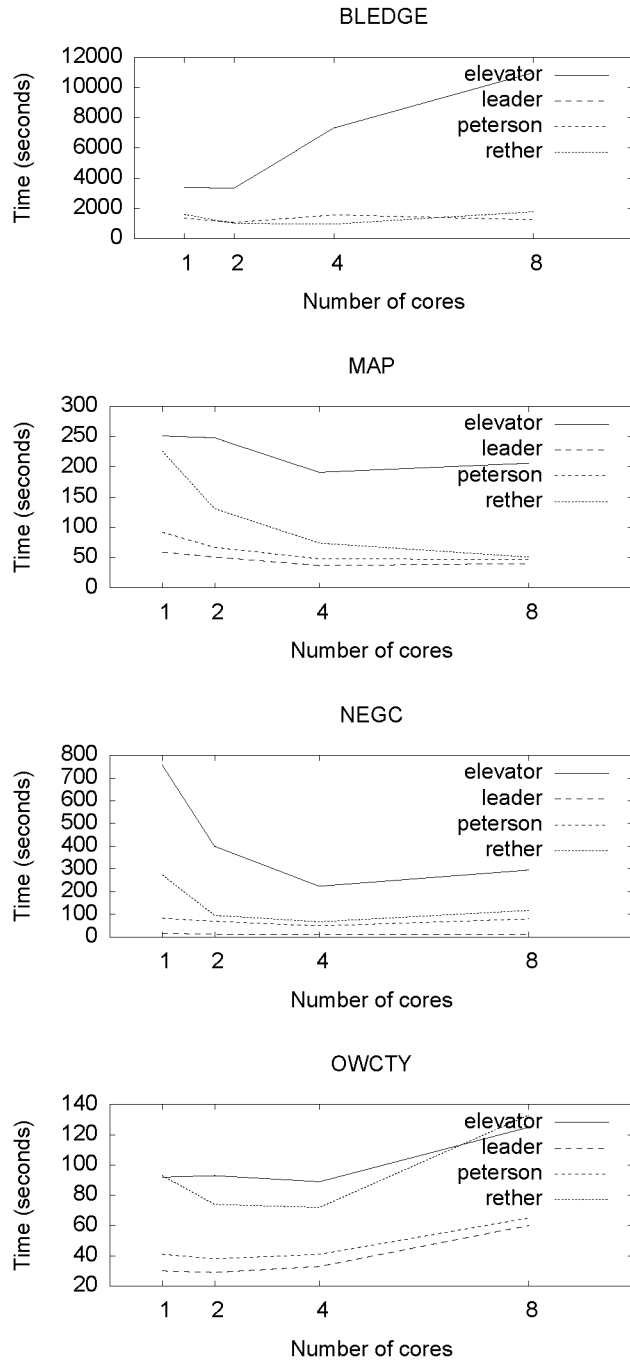 BLEDGE
Time (seconds)
12000
10000
8000
6000
4000
2000
0
elevator
leader
peterson
rether
1 2 4 8
Number of cores
MAP
Time (seconds)
300
250
200
150
100
50
0
elevator
leader
peterson
rether
1 2 4 8
Number of cores
NEGC
Time (seconds)
800
700
600
500
400
300
200
100
0
elevator
leader
peterson
rether
1 2 4 8
Number of cores
OWCTY
Time (seconds)
140
120
100
80
60
40
20
elevator
leader
peterson
rether
1 2 4 8
Number of cores